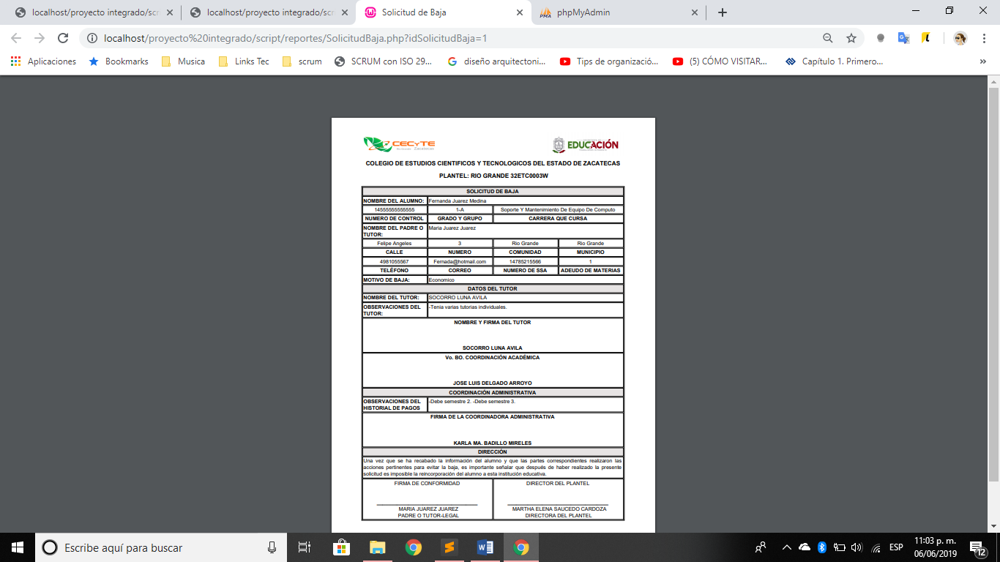 localhost/proyecto integrado/scr
localhost/proyecto integrado/scr
Solicitud de Baja
phpMyAdmin
localhost/proyecto%20integrado/script/reportes/SolicitudBaja.php?idSolicitudBaja=1
Aplicaciones
Bookmarks
Musica
Links Tec
scrum
SCRUM con ISO 29...
diseño arquitectoni...
Tips de organizació...
(5) CÓMO VISITAR...
Capítulo 1. Primero...
»
CECyTE
Zacatecas
EDUCACIÓN
COLEGIO DE ESTUDIOS CIENTIFICOS Y TECNOLOGICOS DEL ESTADO DE ZACATECAS
PLANTEL: RIO GRANDE 32ETC0003W
SOLICITUD DE BAJA
NOMBRE DEL ALUMNO: Fernanda Juarez Medina
14555555555555 1-A Soporte Y Mantenimiento De Equipo De Computo
NUMERO DE CONTROL GRADO Y GRUPO CARRERA QUE CURSA
NOMBRE DEL PADRE O TUTOR: Maria Juarez Juarez
Felipe Angeles 3 Rio Grande Rio Grande
CALLE NUMERO COMUNIDAD MUNICIPIO
4981055567 Fernada@hotmail.com 14785215566 1
TELÉFONO CORREO NUMERO DE SSA ADEUDO DE MATERIAS
MOTIVO DE BAJA: Economico
DATOS DEL TUTOR
NOMBRE DEL TUTOR: SOCORRO LUNA AVILA
OBSERVACIONES DEL TUTOR: -Tenia varias tutorias individuales.
NOMBRE Y FIRMA DEL TUTOR
SOCORRO LUNA AVILA
Vo. BO. COORDINACIÓN ACADÉMICA
JOSE LUIS DELGADO ARROYO
COORDINACIÓN ADMINISTRATIVA
OBSERVACIONES DEL HISTORIAL DE PAGOS -Debe semestre 2. -Debe semestre 3.
FIRMA DE LA COORDINADORA ADMINISTRATIVA
KARLA MA. BADILLO MIRELES
DIRECCIÓN
Una vez que se ha recabado la información del alumno y que las partes correspondientes realizaron las
acciones pertinentes para evitar la baja, es importante señalar que después de haber realizado la presente
solicitud es imposible la reincorporación del alumno a esta institución educativa.
FIRMA DE CONFORMIDAD DIRECTOR DEL PLANTEL
MARIA JUAREZ JUAREZ MARTHA ELENA SAUCEDO CARDOZA
PADRE O TUTOR-LEGAL DIRECTORA DEL PLANTEL
Escribe aquí para buscar
ESP
11:03 p. m.
06/06/2019
12